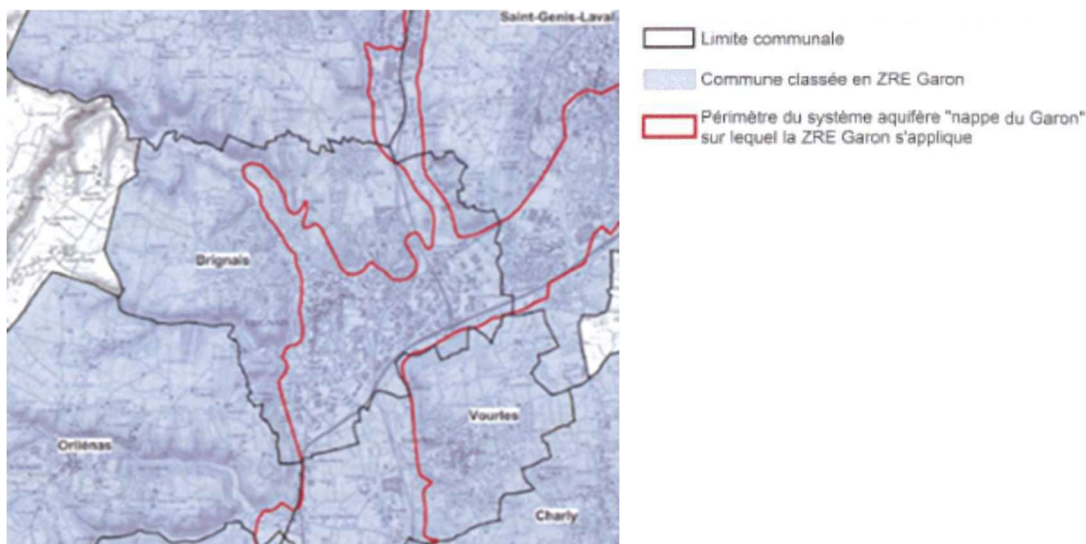 Saint-Genis-Laval
Brignais
Vourles
Orliénas
Charly
Limite communale
Commune classée en ZRE Garon
Périmètre du système aquifère "nappe du Garon"
sur lequel la ZRE Garon s'applique